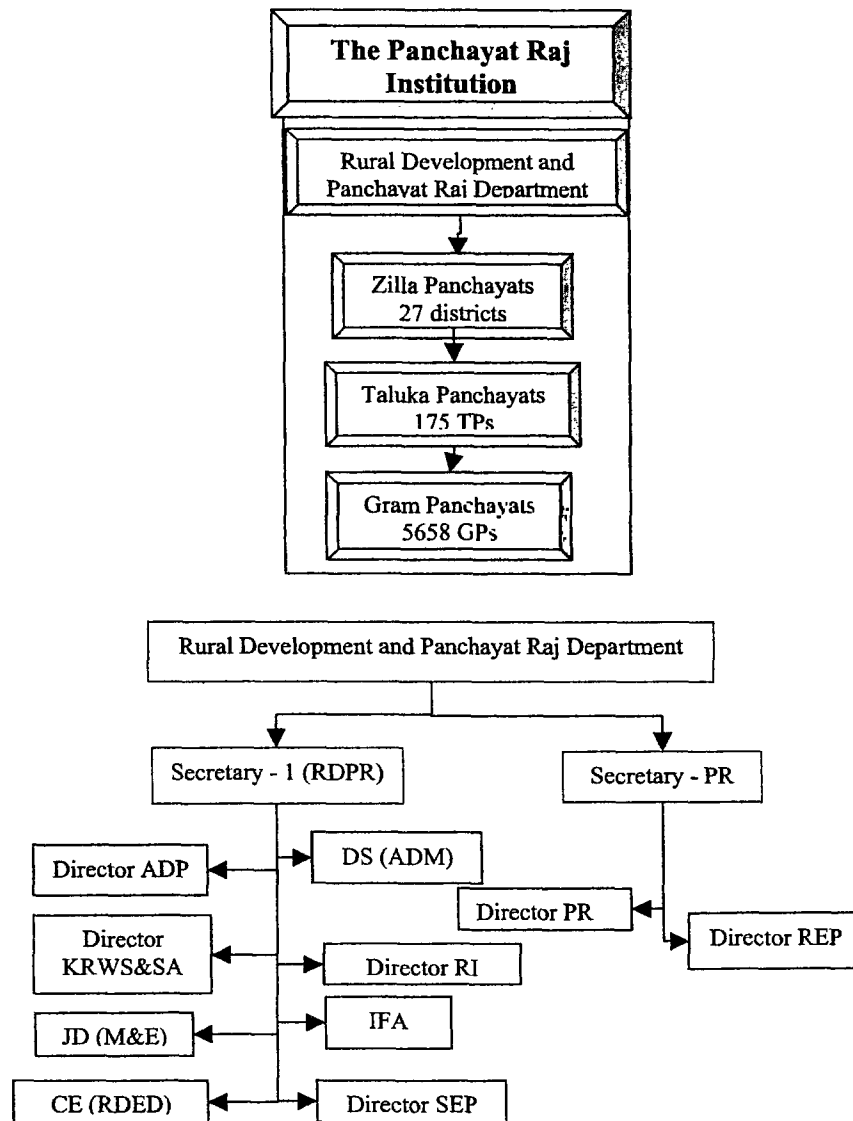 The Panchayat Raj
Institution
Rural Development and
Panchayat Raj Department
Zilla Panchayats
27 districts
Taluka Panchayats
175 TPs
Gram Panchayats
5658 GPs
Rural Development and Panchayat Raj Department
Secretary - 1 (RDPR)
Secretary - PR
Director ADP
DS (ADM)
Director PR
Director REP
Director
KRWS&SA
Director RI
JD (M&E)
IFA
CE (RDED)
Director SEP